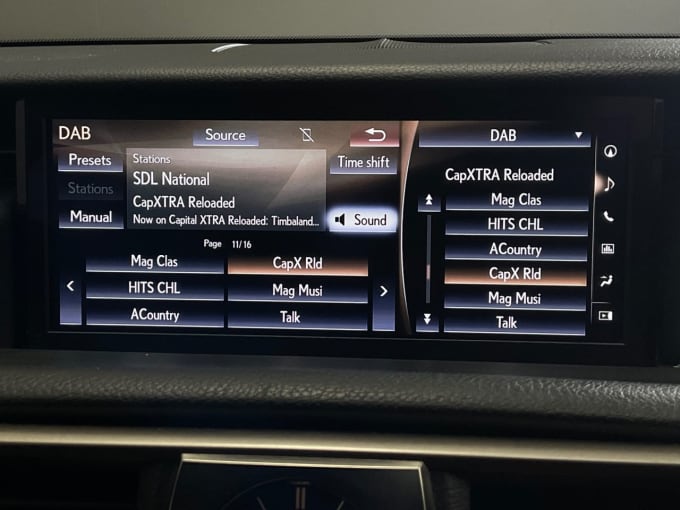 DAB
Source
Presets
Stations
Manual
Stations
SDL National
CapXTRA Reloaded
Now on Capital XTRA Reloaded: Timbaland...
Time shift
Sound
Page 11/16
Mag Clas
CapX Rld
HITS CHL
Mag Musi
ACountry
Talk
DAB
CapXTRA Reloaded
Mag Clas
HITS CHL
ACountry
CapX Rld
Mag Musi
Talk